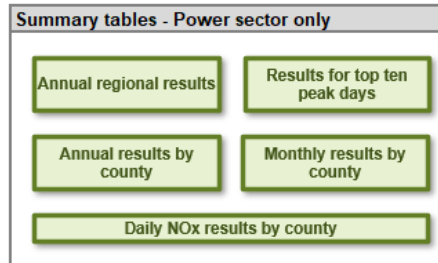 Summary tables - Power sector only
Annual regional results
Results for top ten
peak days
Annual results by
county
Monthly results by
county
Daily NOx results by county